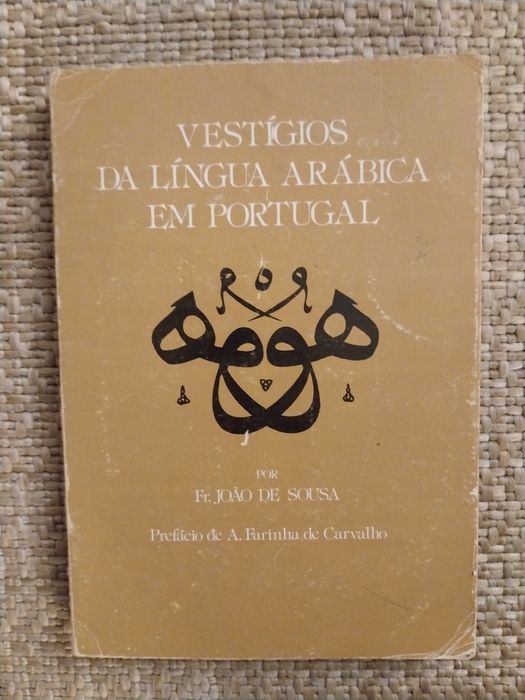 VESTÍGIOS
DA LÍNGUA ARÁBICA
EM PORTUGAL
POR
Fr. JOÃO DE SOUSA
Prefácio de A. Farinha de Carvalho